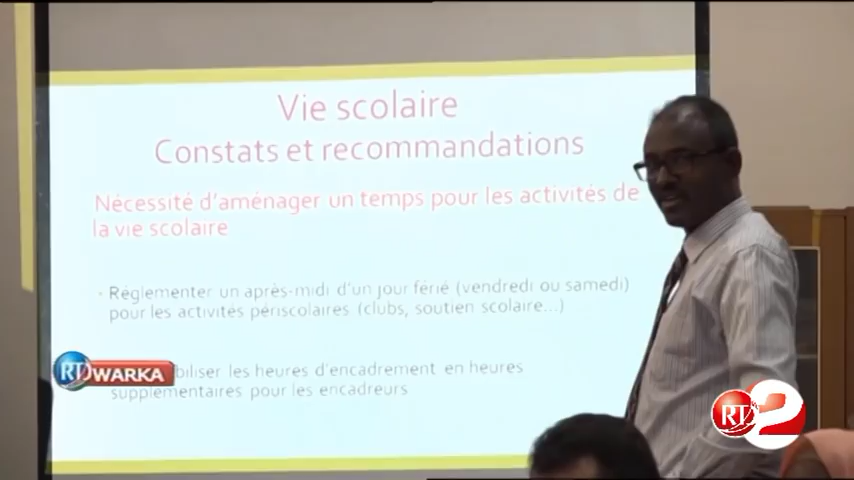 Vie scolaire
Constats et recommandations
Nécessité d'aménager un temps pour les activités de
la vie scolaire
Réglementer un après-midi d'un jour férié (vendredi ou samedi)
pour les activités périscolaires (clubs, soutien scolaire...)
biliser les heures d'encadrement en heures
supplémentaires pour les encadreurs
RT WARKA
RT 2